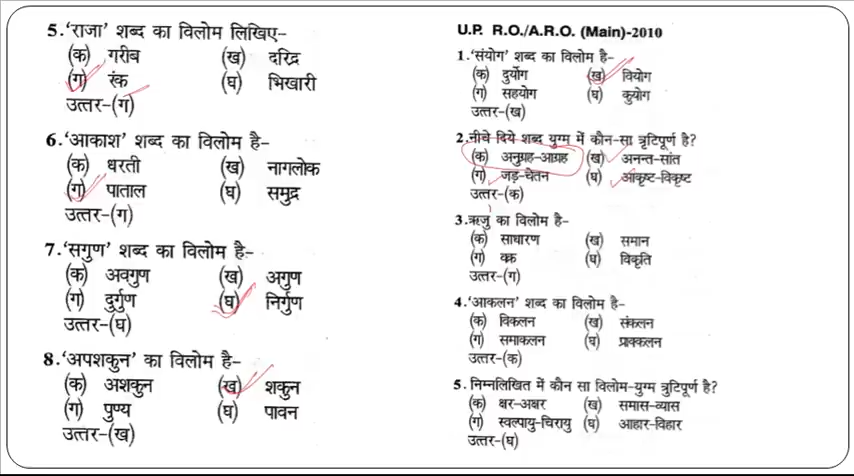 5.‘राजा’ शब्द का विलोम लिखिए-
(क) गरीब (ख) दरिद्र
(ग) रंक (घ) भिखारी
उत्तर-(ग)
6.‘आकाश’ शब्द का विलोम है-
(क) धरती (ख) नागलोक
(ग) पाताल (घ) समुद्र
उत्तर-(ग)
7.‘सगुण’ शब्द का विलोम है-
(क) अवगुण (ख) अगुण
(ग) दुर्गुण (घ) निर्गुण
उत्तर-(घ)
8.‘अपशकुन’ का विलोम है-
(क) अशकुन (ख) शकुन
(ग) पुण्य (घ) पावन
उत्तर-(ख)
U.P. R.O./A.R.O. (Main)-2010
1.‘संयोग’ शब्द का विलोम है-
(क) दुर्योग (ख) वियोग
(ग) सहयोग (घ) कुयोग
उत्तर-(ख)
2.नीचे दिये शब्द युग्म में कौन-सा त्रृटिपूर्ण है?
(क) अनुग्रह-आग्रह (ख) अनन्त-सांत
(ग) जड़-चेतन (घ) आकृष्ट-विकृष्ट
उत्तर-(क)
3.ऋजु का विलोम है-
(क) साधारण (ख) समान
(ग) वक्र (घ) विकृति
उत्तर-(ग)
4.‘आकलन’ शब्द का विलोम है-
(क) विकलन (ख) संकलन
(ग) समाकलन (घ) प्राक्कलन
उत्तर-(क)
5. निम्नलिखित में कौन सा विलोम-युग्म त्रुटिपूर्ण है?
(क) क्षर-अक्षर (ख) समास-व्यास
(ग) स्वल्पायु-चिरायु (घ) आहार-विहार
उत्तर-(घ)